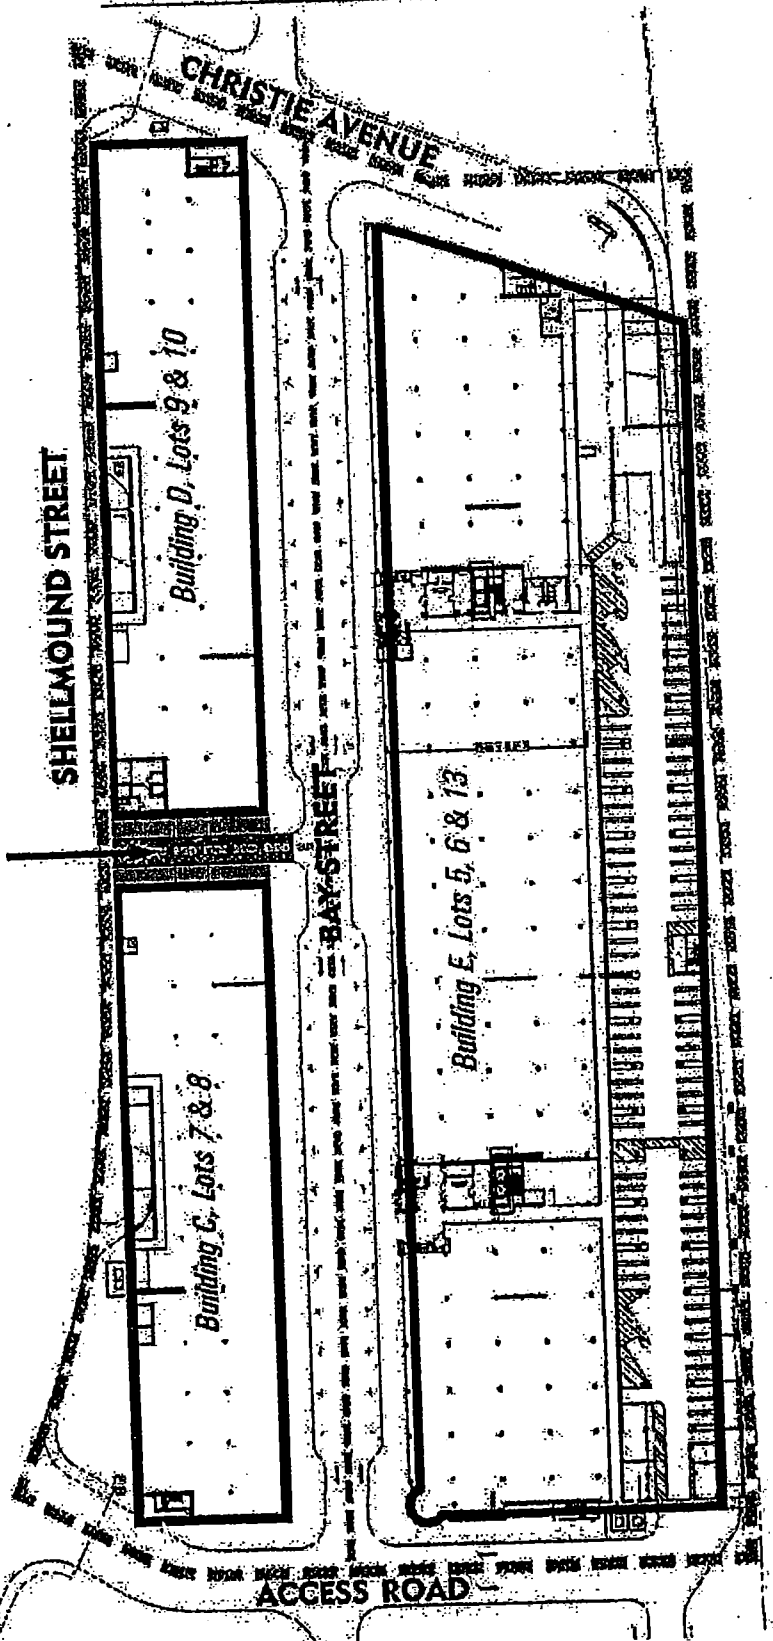 CHRISTIE AVENUE
SHELLMOUND STREET
Building D, Lots 9 & 10
BAY STREET
Building E, Lots 5, 6 & 13
Building C, Lots 7 & 8
ACCESS ROAD